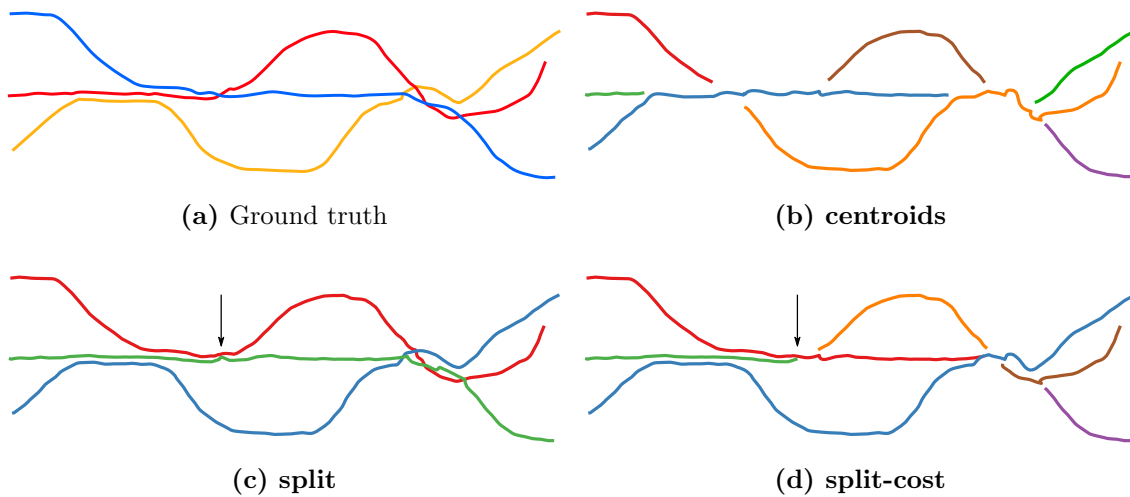 (a) Ground truth
(b) centroids
(c) split
(d) split-cost